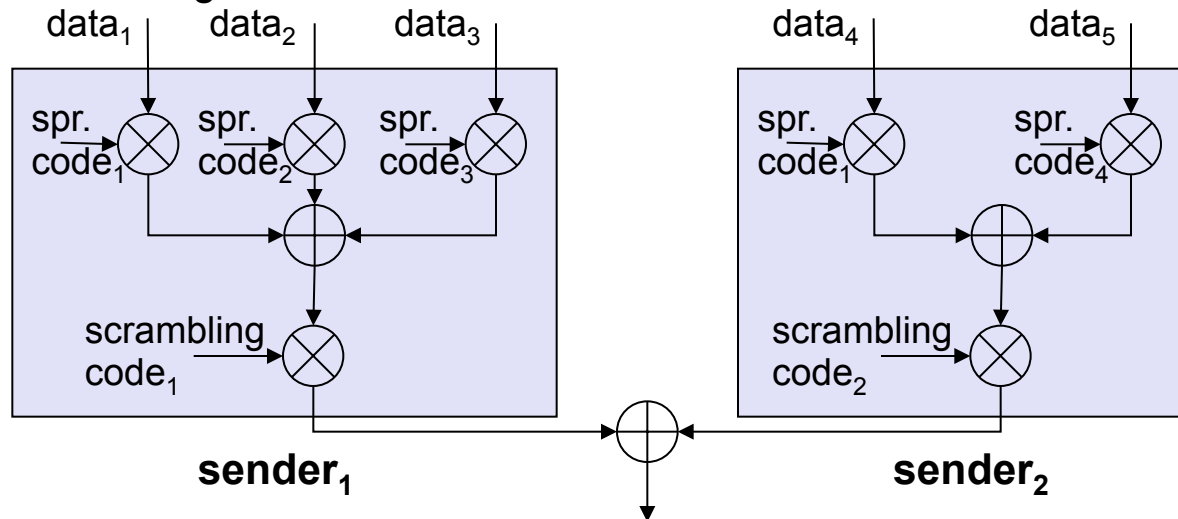 data₁ data₂ data₃ data₄ data₅
spr. spr. spr. spr. spr.
code₁ code₂ code₃ code₁ code₄
scrambling scrambling
code₁ code₂
sender₁ sender₂